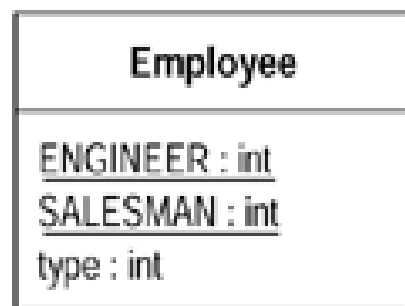 Employee
ENGINEER : int
SALESMAN : int
type : int